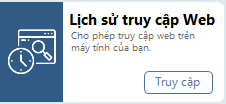 Lịch sử truy cập Web
Cho phép truy cập web trên
máy tính của bạn.
Truy cập